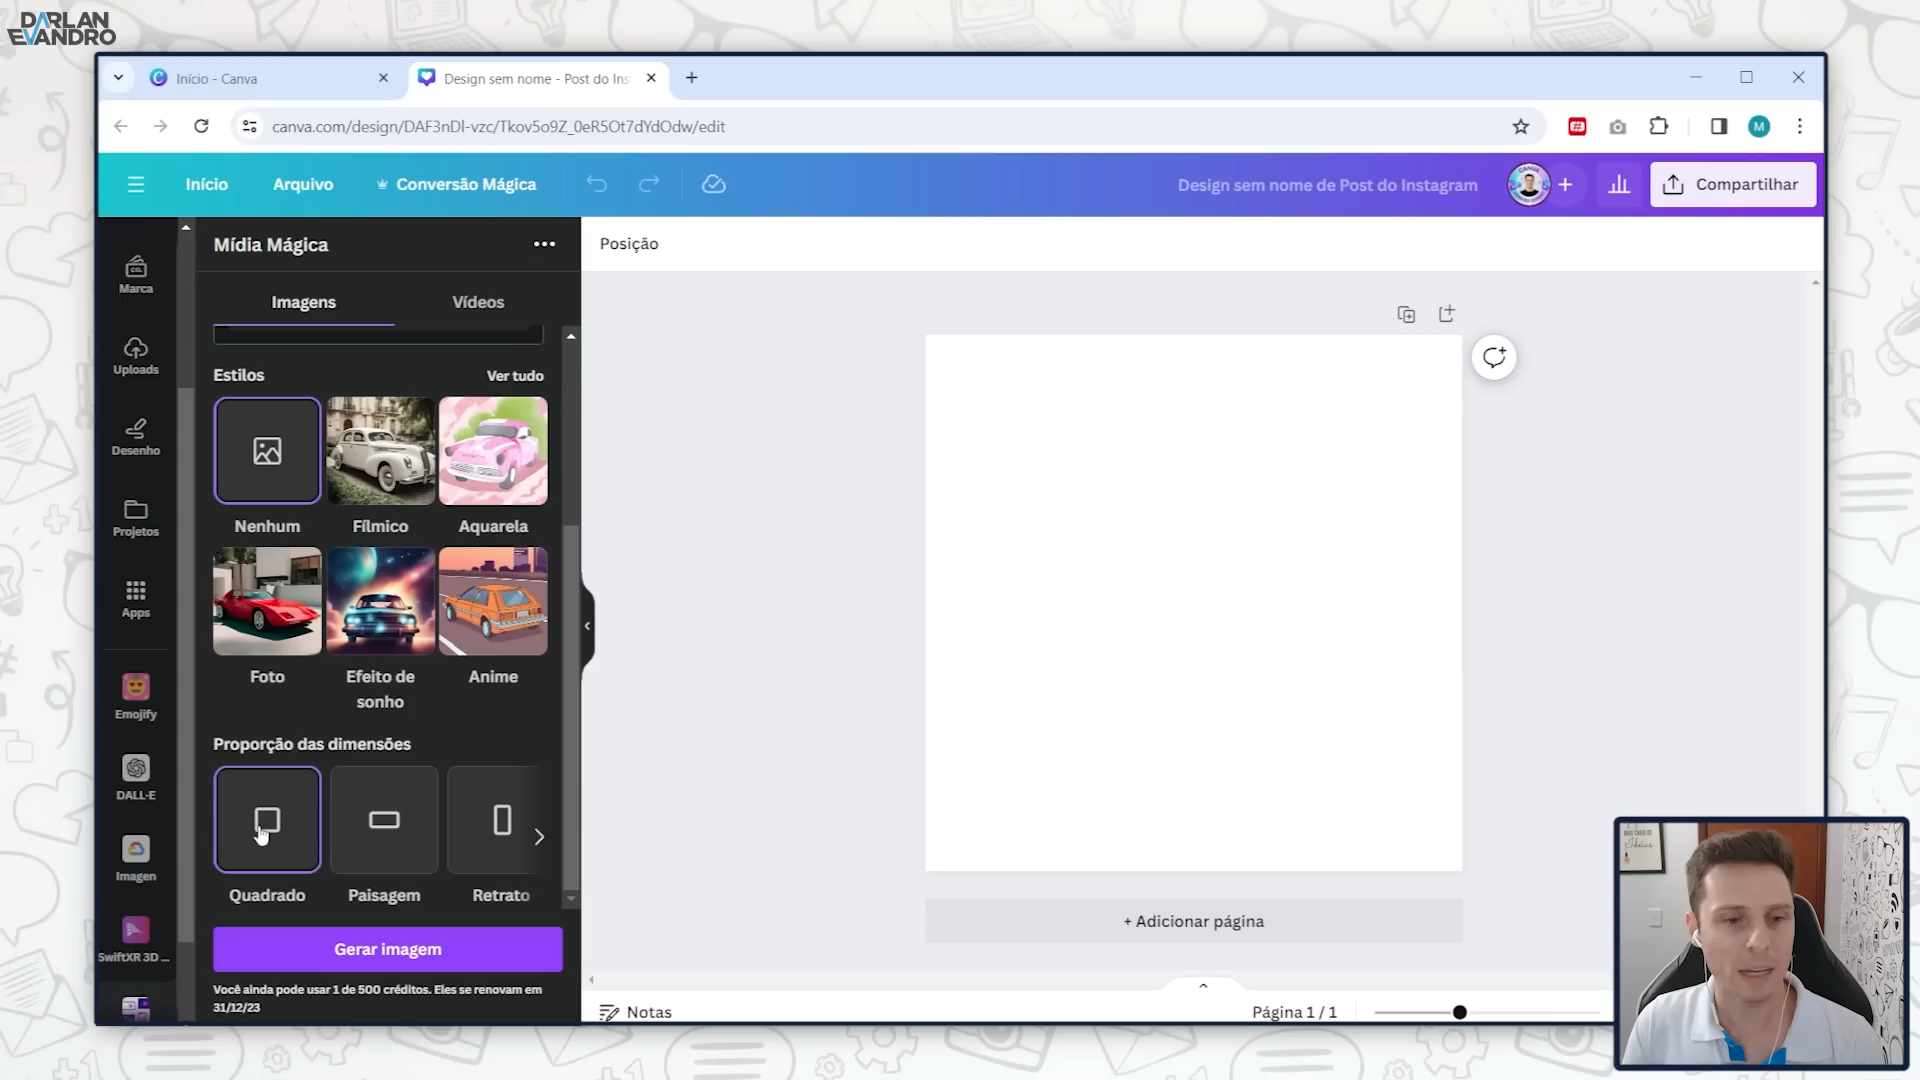 DARLAN
EVANDRO
Início - Canva
Design sem nome - Post do Ins
canva.com/design/DAF3nDl-vzc/Tkov5o9Z_0eR5Ot7dYdOdw/edit
M
Início
Arquivo
Conversão Mágica
Design sem nome de Post do Instagram
Compartilhar
Marca
Uploads
Desenho
Projetos
Apps
Emojify
DALL·E
Imagen
SwiftXR 3D ...
Mídia Mágica
Imagens
Vídeos
Estilos
Ver tudo
Nenhum
Fílmico
Aquarela
Foto
Efeito de
sonho
Anime
Proporção das dimensões
Quadrado
Paisagem
Retrato
Gerar imagem
Você ainda pode usar 1 de 500 créditos. Eles se renovam em
31/12/23
Posição
+ Adicionar página
Notas
Página 1 / 1